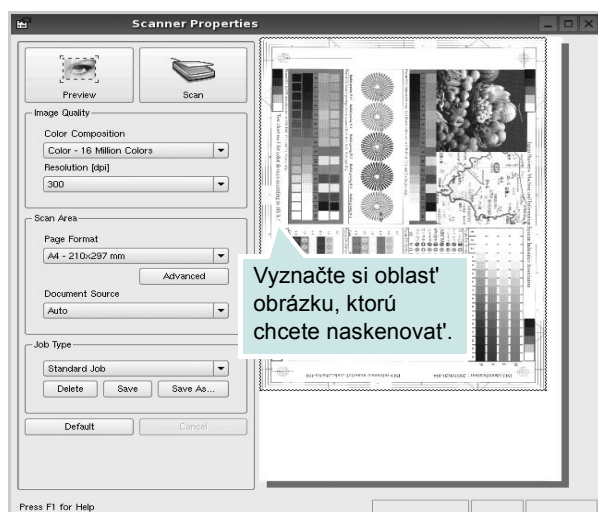 Scanner Properties
Preview
Scan
Image Quality
Color Composition
Color - 16 Million Colors
Resolution [dpi]
300
Scan Area
Page Format
A4 - 210x297 mm
Advanced
Document Source
Auto
Job Type
Standard Job
Delete Save Save As...
Default Cancel
Press F1 for Help
Vyznačte si oblasť
obrázku, ktorú
chcete naskenovať.